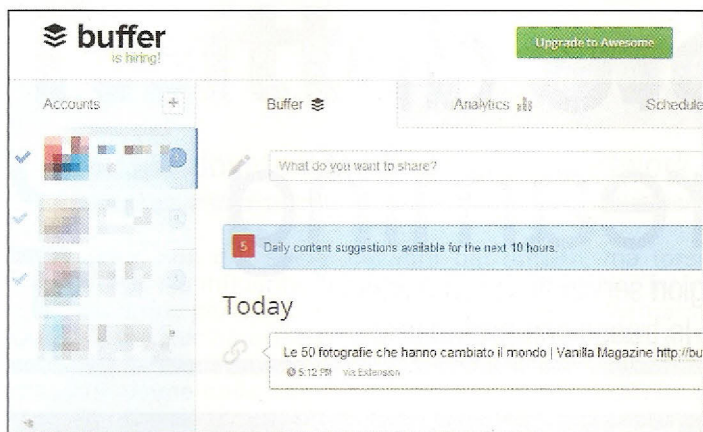 buffer
is hiring!
Upgrade to Awesome
Accounts
+
Buffer
Analytics
Schedule
What do you want to share?
5 Daily content suggestions available for the next 10 hours.
Today
Le 50 fotografie che hanno cambiato il mondo | Vanilla Magazine http://bu
5:12 PM via Extension